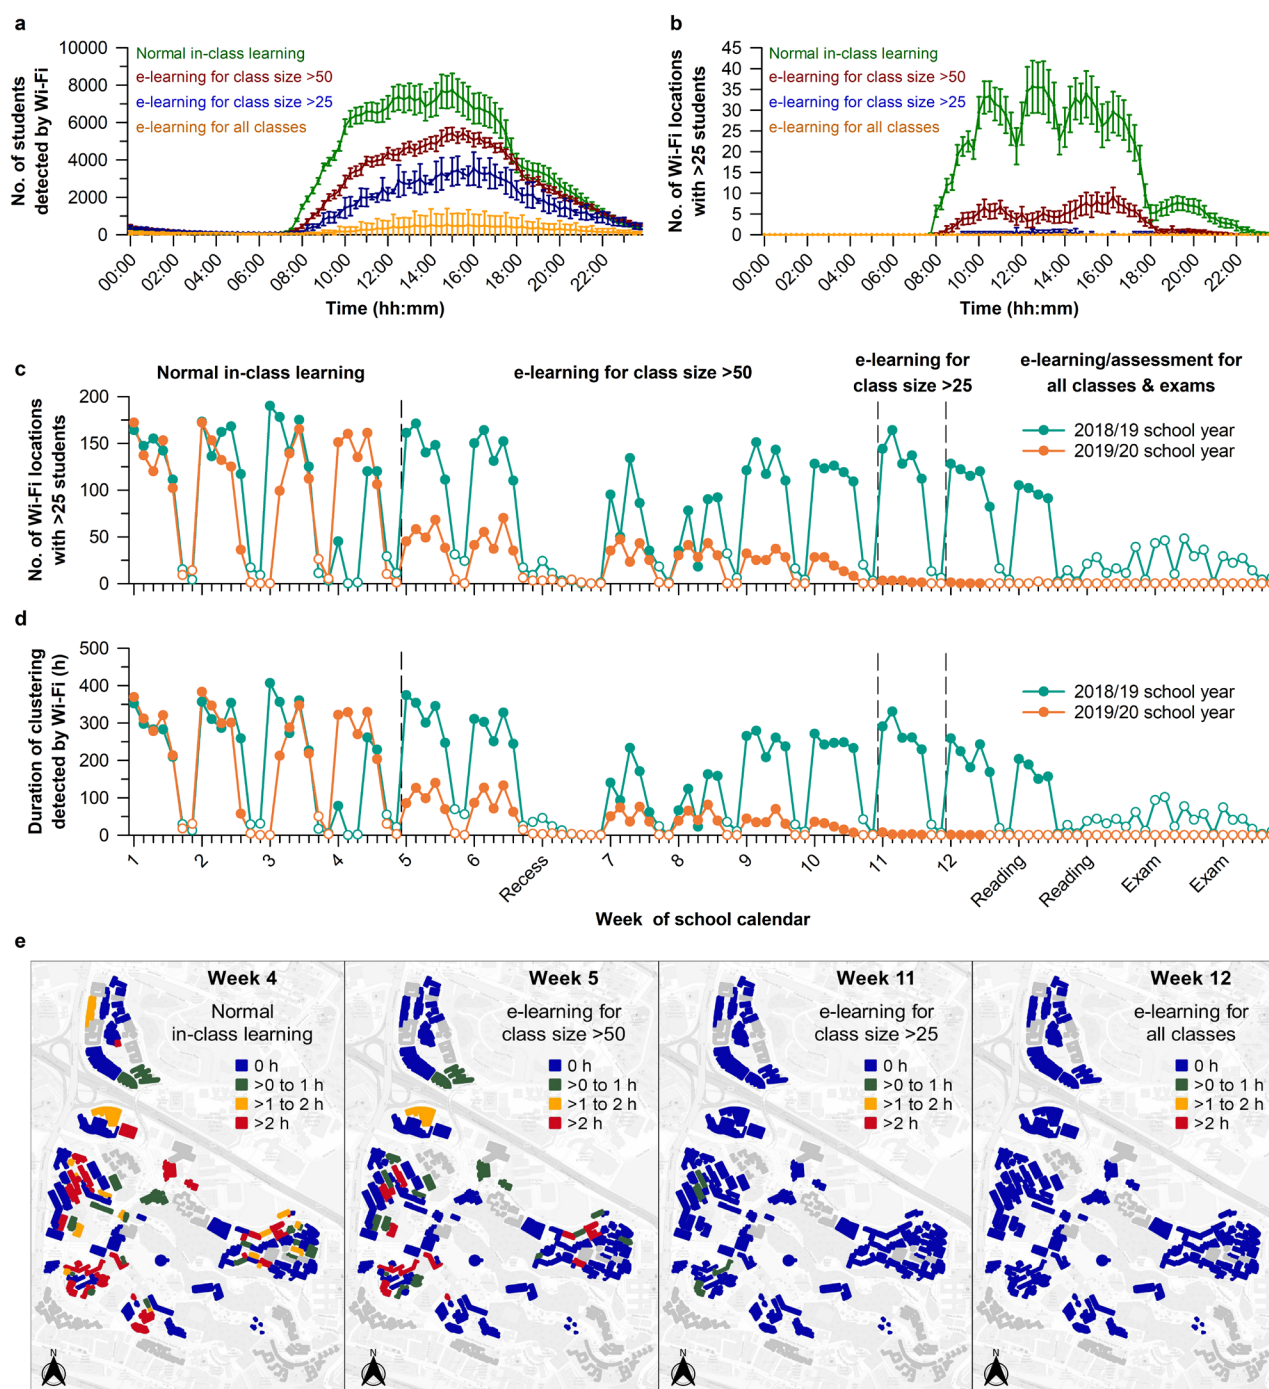 a
No. of students
detected by Wi-Fi
10000
8000
6000
4000
2000
0
Normal in-class learning
e-learning for class size >50
e-learning for class size >25
e-learning for all classes
00:00
02:00
04:00
06:00
08:00
10:00
12:00
14:00
16:00
18:00
20:00
22:00
Time (hh:mm)
b
No. of Wi-Fi locations
with >25 students
45
40
35
30
25
20
15
10
5
0
Normal in-class learning
e-learning for class size >50
e-learning for class size >25
e-learning for all classes
00:00
02:00
04:00
06:00
08:00
10:00
12:00
14:00
16:00
18:00
20:00
22:00
Time (hh:mm)
c
Normal in-class learning
e-learning for class size >50
e-learning for
class size >25
e-learning/assessment for
all classes & exams
No. of Wi-Fi locations
with >25 students
200
150
100
50
0
2018/19 school year
2019/20 school year
d
Duration of clustering
detected by Wi-Fi (h)
500
400
300
200
100
0
2018/19 school year
2019/20 school year
1
2
3
4
5
6
Recess
7
8
9
10
11
12
Reading
Reading
Exam
Exam
Week of school calendar
e
Week 4
Normal
in-class learning
0 h
>0 to 1 h
>1 to 2 h
>2 h
N
Week 5
e-learning for
class size >50
0 h
>0 to 1 h
>1 to 2 h
>2 h
N
Week 11
e-learning for
class size >25
0 h
>0 to 1 h
>1 to 2 h
>2 h
N
Week 12
e-learning for
all classes
0 h
>0 to 1 h
>1 to 2 h
>2 h
N